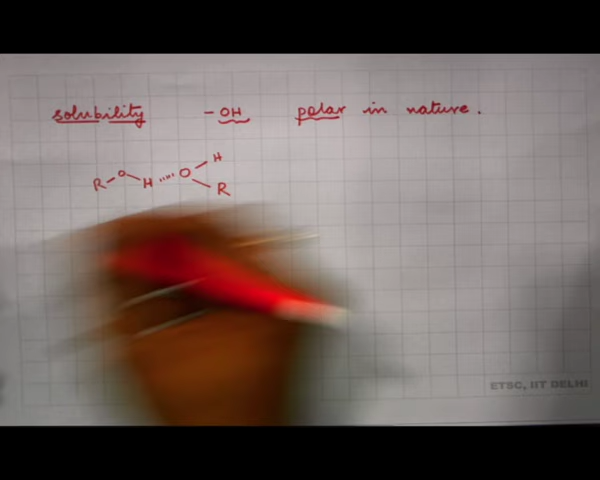 solubility - OH polar in nature.
R - O - H ..... O - H
R
ETSC, IIT DELHI